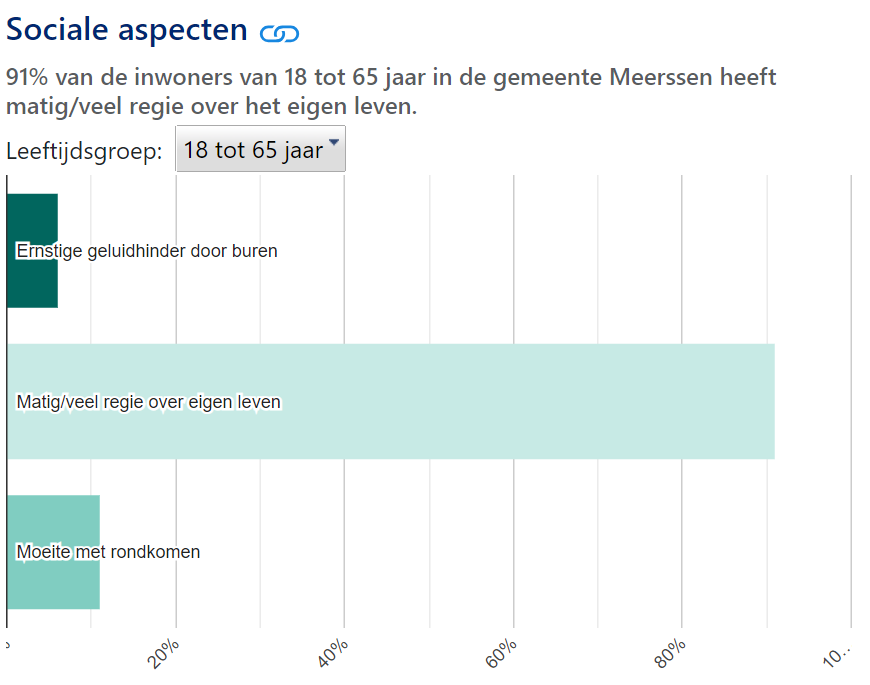 Sociale aspecten
91% van de inwoners van 18 tot 65 jaar in de gemeente Meerssen heeft
matig/veel regie over het eigen leven.
Leeftijdsgroep: 18 tot 65 jaar
Ernstige geluidhinder door buren
Matig/veel regie over eigen leven
Moeite met rondkomen
20% 40% 60% 80% 10..